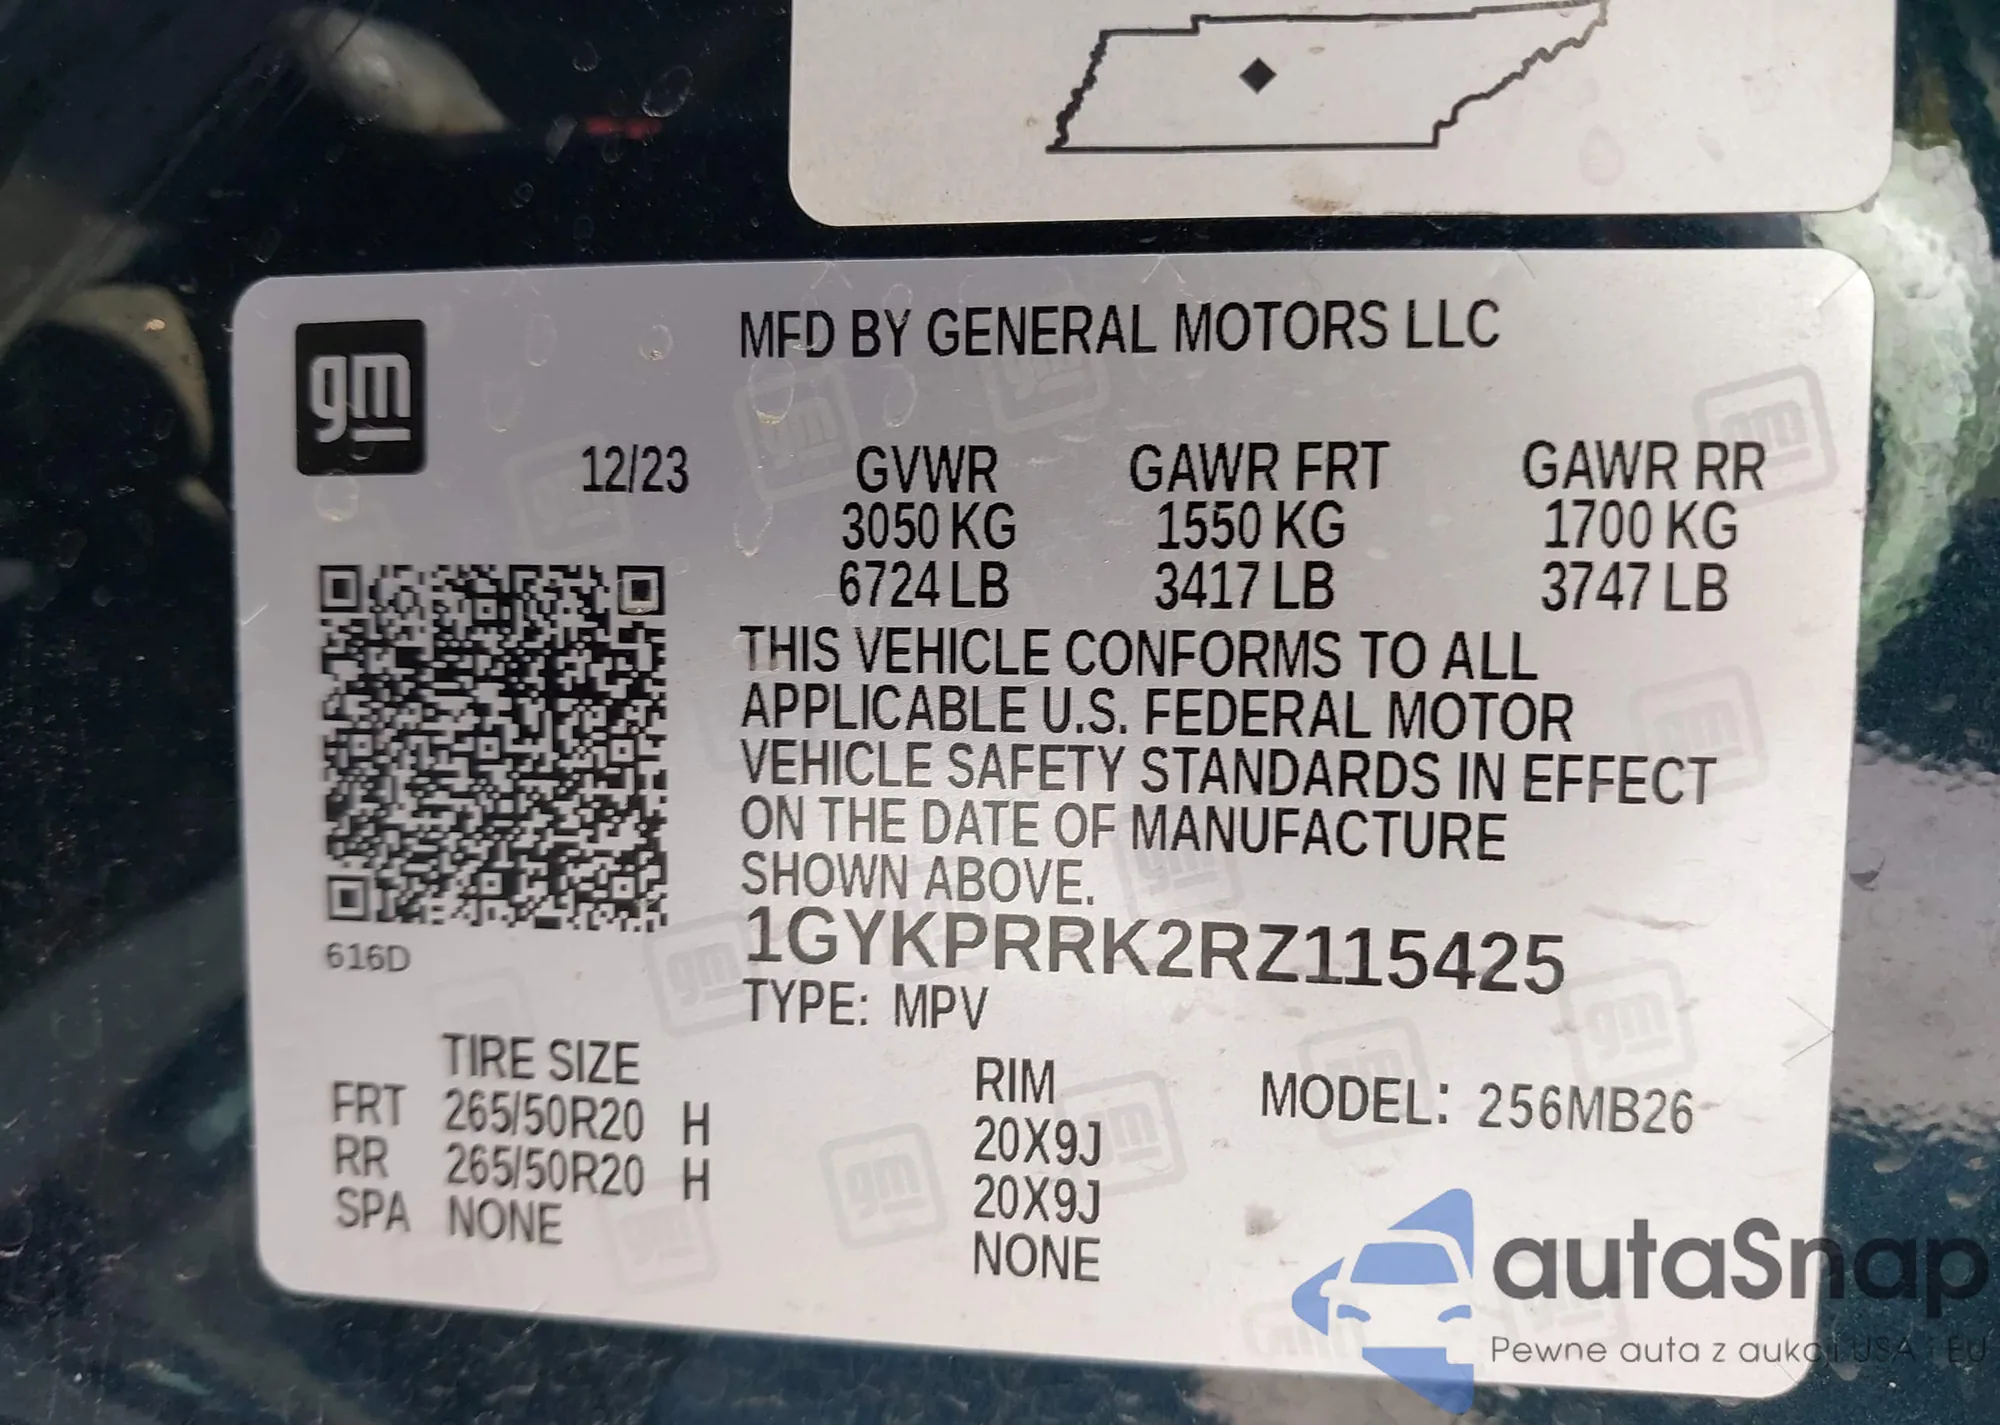 gm
MFD BY GENERAL MOTORS LLC
12/23 GVWR GAWR FRT GAWR RR
3050 KG 1550 KG 1700 KG
6724 LB 3417 LB 3747 LB
THIS VEHICLE CONFORMS TO ALL
APPLICABLE U.S. FEDERAL MOTOR
VEHICLE SAFETY STANDARDS IN EFFECT
ON THE DATE OF MANUFACTURE
SHOWN ABOVE.
616D
1GYKPRRK2RZ115425
TYPE: MPV
TIRE SIZE RIM MODEL: 256MB26
FRT 265/50R20 H 20X9J
RR 265/50R20 H 20X9J
SPA NONE NONE
autaSnap
Pewne auta z aukcji USA i EU